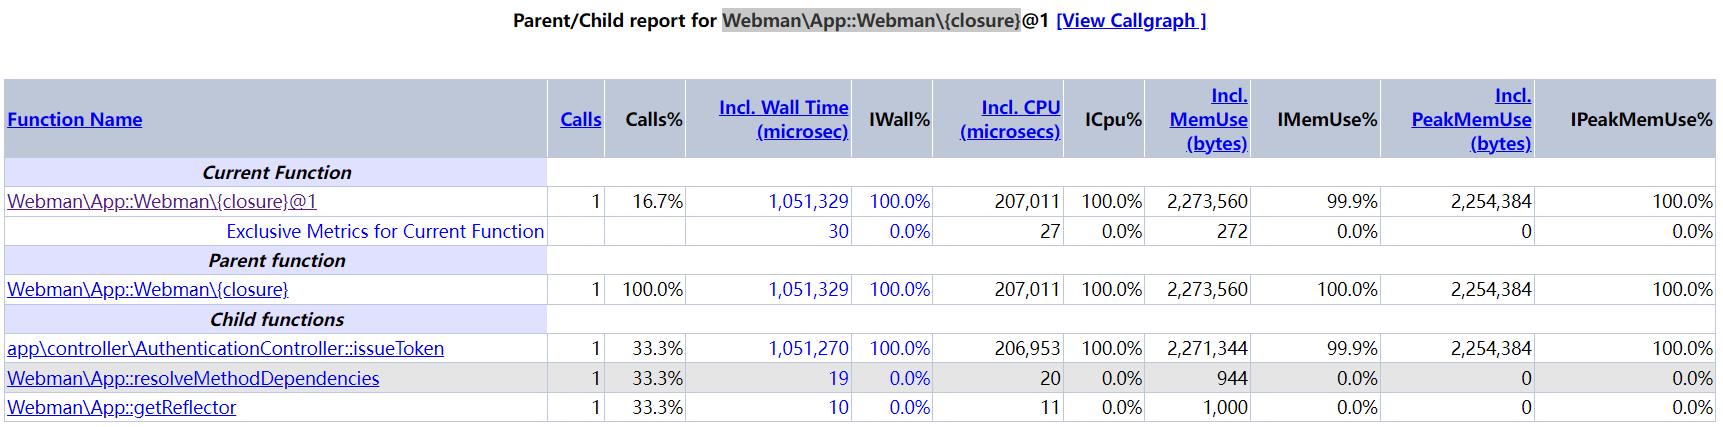 Parent/Child report for Webman\App::Webman\{closure}@1 [View Callgraph ]
Function Name Calls Calls% Incl. Wall Time (microsec) IWall% Incl. CPU (microsecs) ICpu% Incl. MemUse (bytes) IMemUse% Incl. PeakMemUse (bytes) IPeakMemUse%
Current Function
Webman\App::Webman\{closure}@1 1 16.7% 1,051,329 100.0% 207,011 100.0% 2,273,560 99.9% 2,254,384 100.0%
Exclusive Metrics for Current Function 30 0.0% 27 0.0% 272 0.0% 0 0.0%
Parent function
Webman\App::Webman\{closure} 1 100.0% 1,051,329 100.0% 207,011 100.0% 2,273,560 100.0% 2,254,384 100.0%
Child functions
app\controller\AuthenticationController::issueToken 1 33.3% 1,051,270 100.0% 206,953 100.0% 2,271,344 99.9% 2,254,384 100.0%
Webman\App::resolveMethodDependencies 1 33.3% 19 0.0% 20 0.0% 944 0.0% 0 0.0%
Webman\App::getReflector 1 33.3% 10 0.0% 11 0.0% 1,000 0.0% 0 0.0%